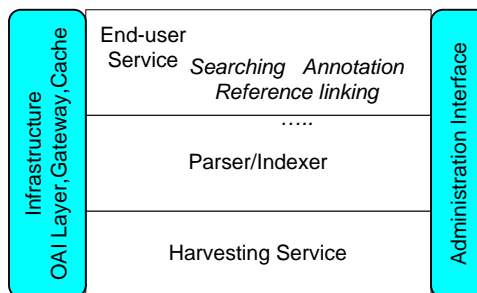 Infrastructure
OAI Layer,Gateway,Cache
End-user
Service
Searching Annotation
Reference linking
.....
Parser/Indexer
Harvesting Service
Administration Interface